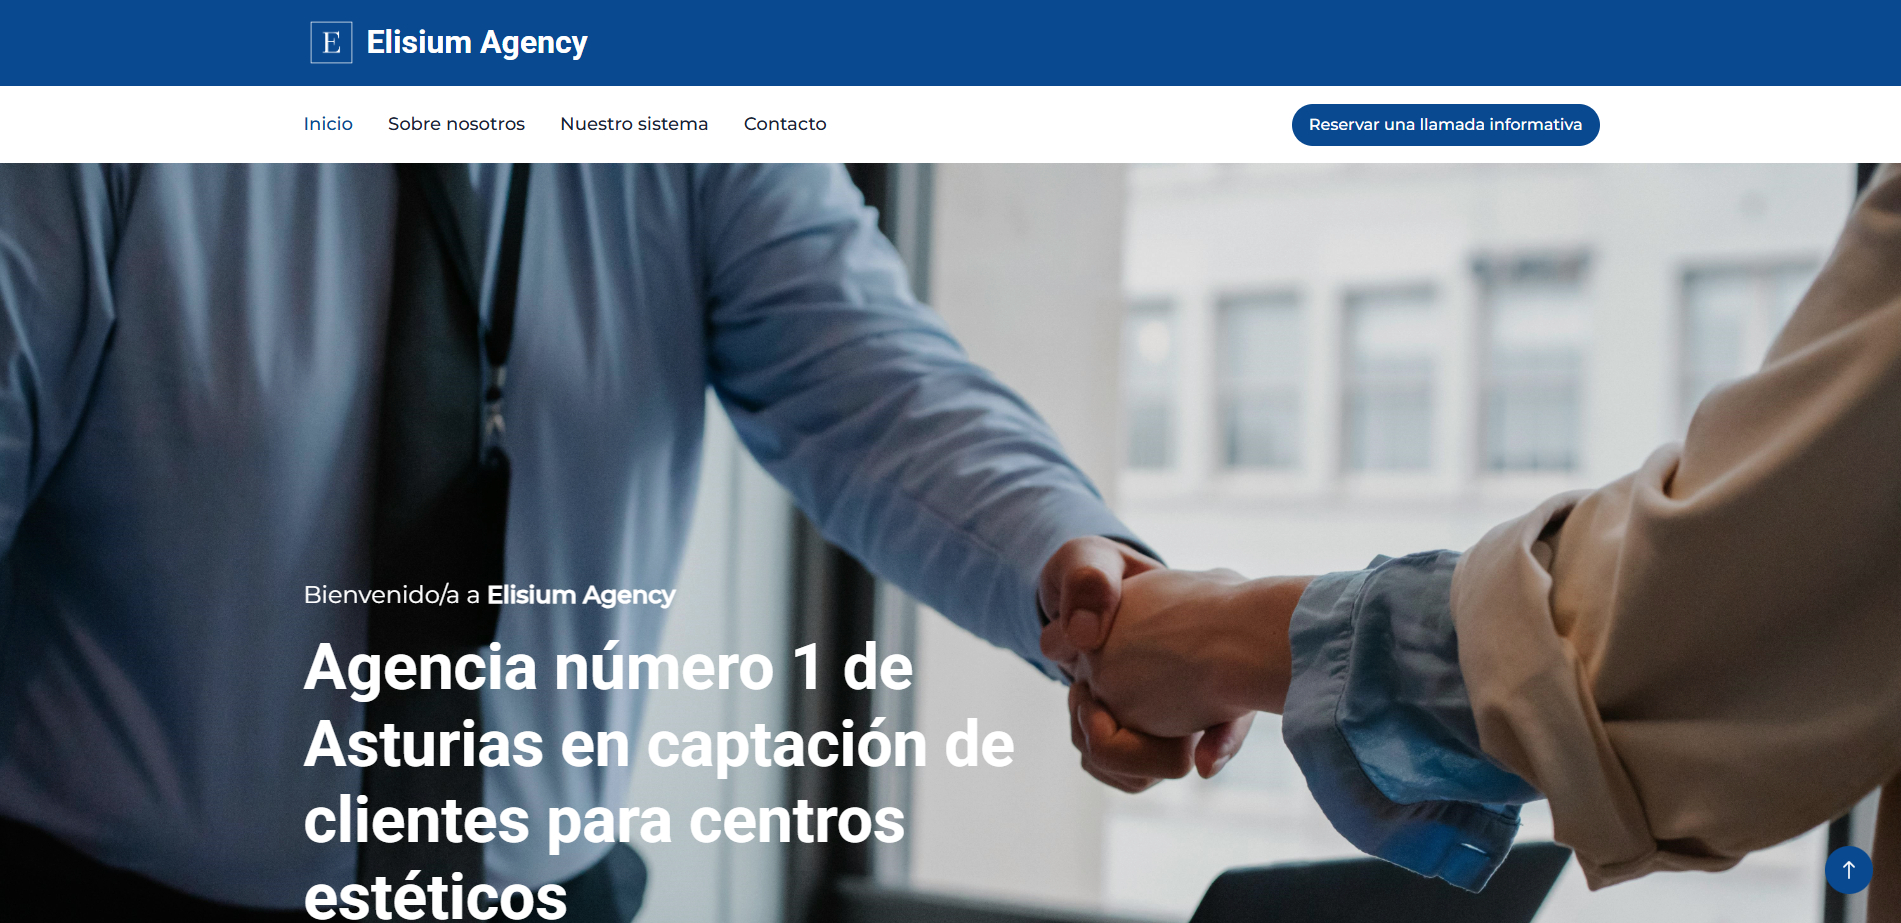 E Elisium Agency
Inicio Sobre nosotros Nuestro sistema Contacto Reservar una llamada informativa
Bienvenido/a a Elisium Agency
Agencia número 1 de
Asturias en captación de
clientes para centros
estéticos